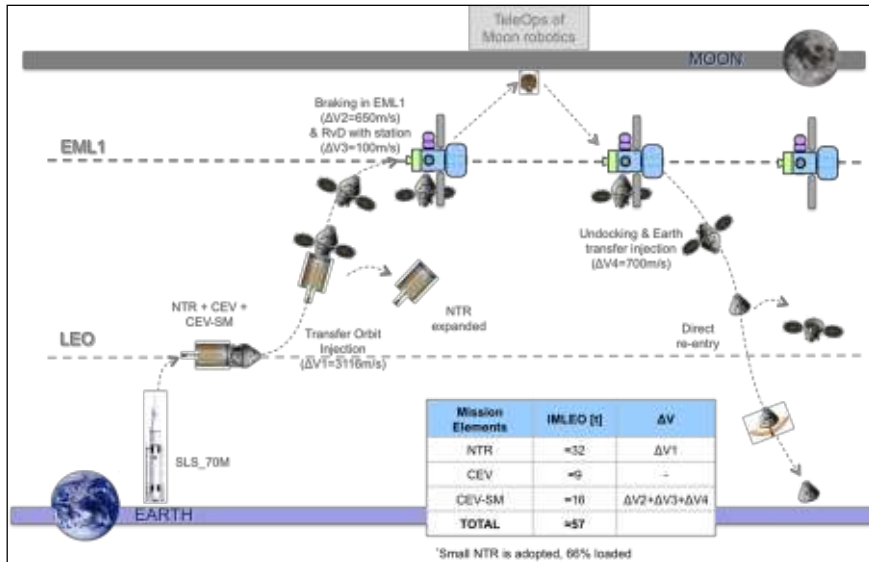 TeleOps of
Moon robotics
MOON
Braking in EML1
(ΔV2=650m/s)
& RvD with station
(ΔV3=100m/s)
EML1
Undocking & Earth
transfer injection
(ΔV4=700m/s)
NTR + CEV +
CEV-SM
NTR
expanded
LEO
Transfer Orbit
Injection
(ΔV1=3116m/s)
Direct
re-entry
SLS_70M
Mission Elements IMLEO [t] ΔV
NTR ≈32 ΔV1
CEV ≈9 -
CEV-SM ≈16 ΔV2+ΔV3+ΔV4
TOTAL ≈57
EARTH
*Small NTR is adopted, 66% loaded